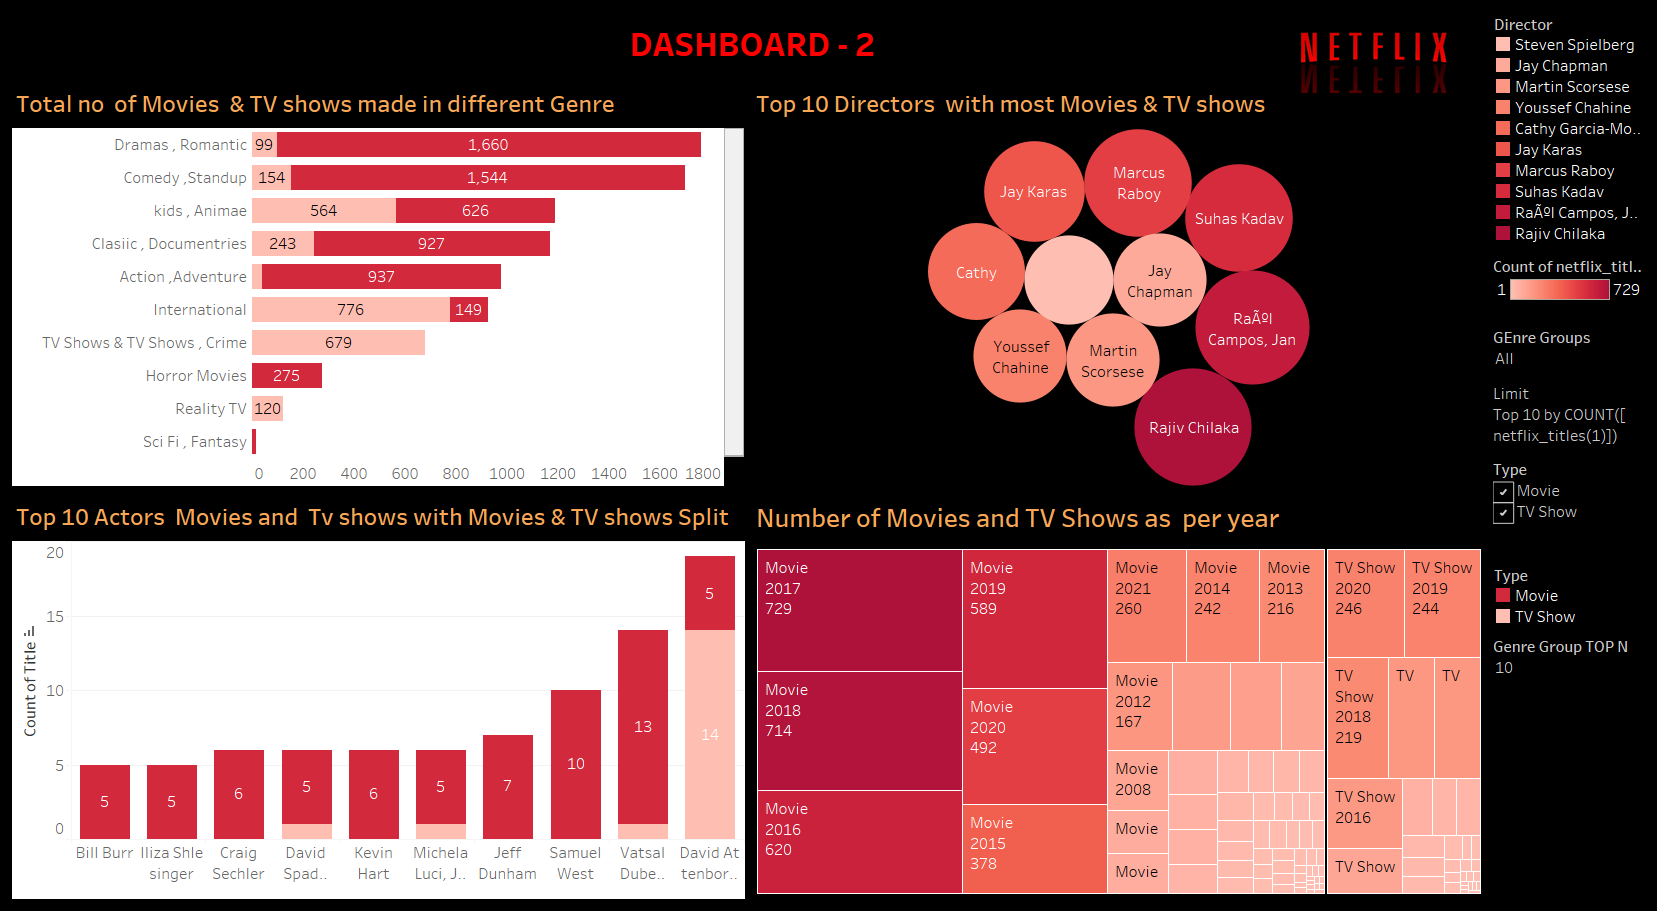 DASHBOARD - 2
NETFLIX
Total no of Movies & TV shows made in different Genre
Dramas , Romantic 99 1,660
Comedy ,Standup 154 1,544
kids , Animae 564 626
Clasiic , Documentries 243 927
Action ,Adventure 937
International 776 149
TV Shows & TV Shows , Crime 679
Horror Movies 275
Reality TV 120
Sci Fi , Fantasy
0 200 400 600 800 1000 1200 1400 1600 1800
Top 10 Directors with most Movies & TV shows
Jay Karas
Marcus
Raboy
Suhas Kadav
Cathy
Jay
Chapman
RaÃºl
Campos, Jan
Youssef
Chahine
Martin
Scorsese
Rajiv Chilaka
Top 10 Actors Movies and Tv shows with Movies & TV shows Split
Count of Title
20
15
10
5
0
5
5
6
5
6
5
7
10
13
5
14
Bill Burr
Iliza Shle
singer
Craig
Sechler
David
Spad..
Kevin
Hart
Michela
Luci, J..
Jeff
Dunham
Samuel
West
Vatsal
Dube..
David At
tenbor..
Number of Movies and TV Shows as per year
Movie
2017
729
Movie
2018
714
Movie
2016
620
Movie
2019
589
Movie
2020
492
Movie
2015
378
Movie
2021
260
Movie
2014
242
Movie
2013
216
Movie
2012
167
Movie
2008
Movie
Movie
TV Show
2020
246
TV Show
2019
244
TV
Show
2018
219
TV
TV
TV Show
2016
TV Show
Director
Steven Spielberg
Jay Chapman
Martin Scorsese
Youssef Chahine
Cathy Garcia-Mo..
Jay Karas
Marcus Raboy
Suhas Kadav
RaÃºl Campos, J..
Rajiv Chilaka
Count of netflix_titl..
1 729
GEnre Groups
All
Limit
Top 10 by COUNT([
netflix_titles(1)])
Type
Movie
TV Show
Type
Movie
TV Show
Genre Group TOP N
10